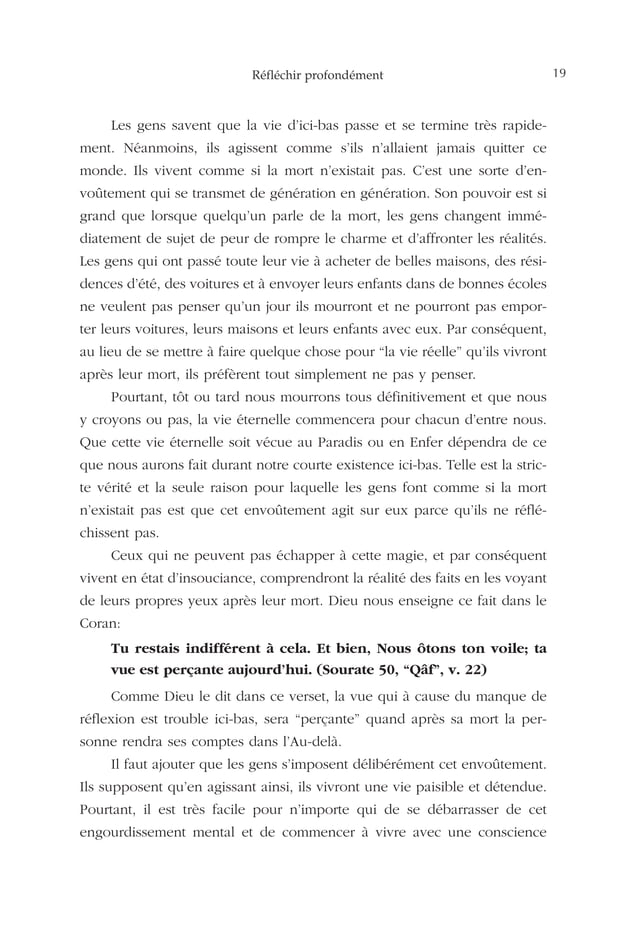 Réfléchir profondément 19
Les gens savent que la vie d’ici-bas passe et se termine très rapide-
ment. Néanmoins, ils agissent comme s’ils n’allaient jamais quitter ce
monde. Ils vivent comme si la mort n’existait pas. C’est une sorte d’en-
voûtement qui se transmet de génération en génération. Son pouvoir est si
grand que lorsque quelqu’un parle de la mort, les gens changent immé-
diatement de sujet de peur de rompre le charme et d’affronter les réalités.
Les gens qui ont passé toute leur vie à acheter de belles maisons, des rési-
dences d’été, des voitures et à envoyer leurs enfants dans de bonnes écoles
ne veulent pas penser qu’un jour ils mourront et ne pourront pas empor-
ter leurs voitures, leurs maisons et leurs enfants avec eux. Par conséquent,
au lieu de se mettre à faire quelque chose pour “la vie réelle” qu’ils vivront
après leur mort, ils préfèrent tout simplement ne pas y penser.
Pourtant, tôt ou tard nous mourrons tous définitivement et que nous
y croyons ou pas, la vie éternelle commencera pour chacun d’entre nous.
Que cette vie éternelle soit vécue au Paradis ou en Enfer dépendra de ce
que nous aurons fait durant notre courte existence ici-bas. Telle est la stric-
te vérité et la seule raison pour laquelle les gens font comme si la mort
n’existait pas est que cet envoûtement agit sur eux parce qu’ils ne réflé-
chissent pas.
Ceux qui ne peuvent pas échapper à cette magie, et par conséquent
vivent en état d’insouciance, comprendront la réalité des faits en les voyant
de leurs propres yeux après leur mort. Dieu nous enseigne ce fait dans le
Coran:
Tu restais indifférent à cela. Et bien, Nous ôtons ton voile; ta
vue est perçante aujourd’hui. (Sourate 50, “Qâf”, v. 22)
Comme Dieu le dit dans ce verset, la vue qui à cause du manque de
réflexion est trouble ici-bas, sera “perçante” quand après sa mort la per-
sonne rendra ses comptes dans l’Au-delà.
Il faut ajouter que les gens s’imposent délibérément cet envoûtement.
Ils supposent qu’en agissant ainsi, ils vivront une vie paisible et détendue.
Pourtant, il est très facile pour n’importe qui de se débarrasser de cet
engourdissement mental et de commencer à vivre avec une conscience